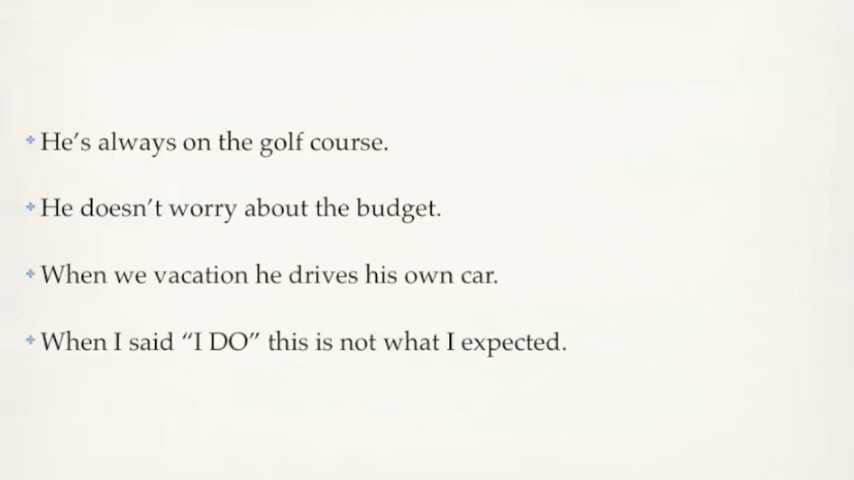 He’s always on the golf course.
He doesn’t worry about the budget.
When we vacation he drives his own car.
When I said “I DO” this is not what I expected.